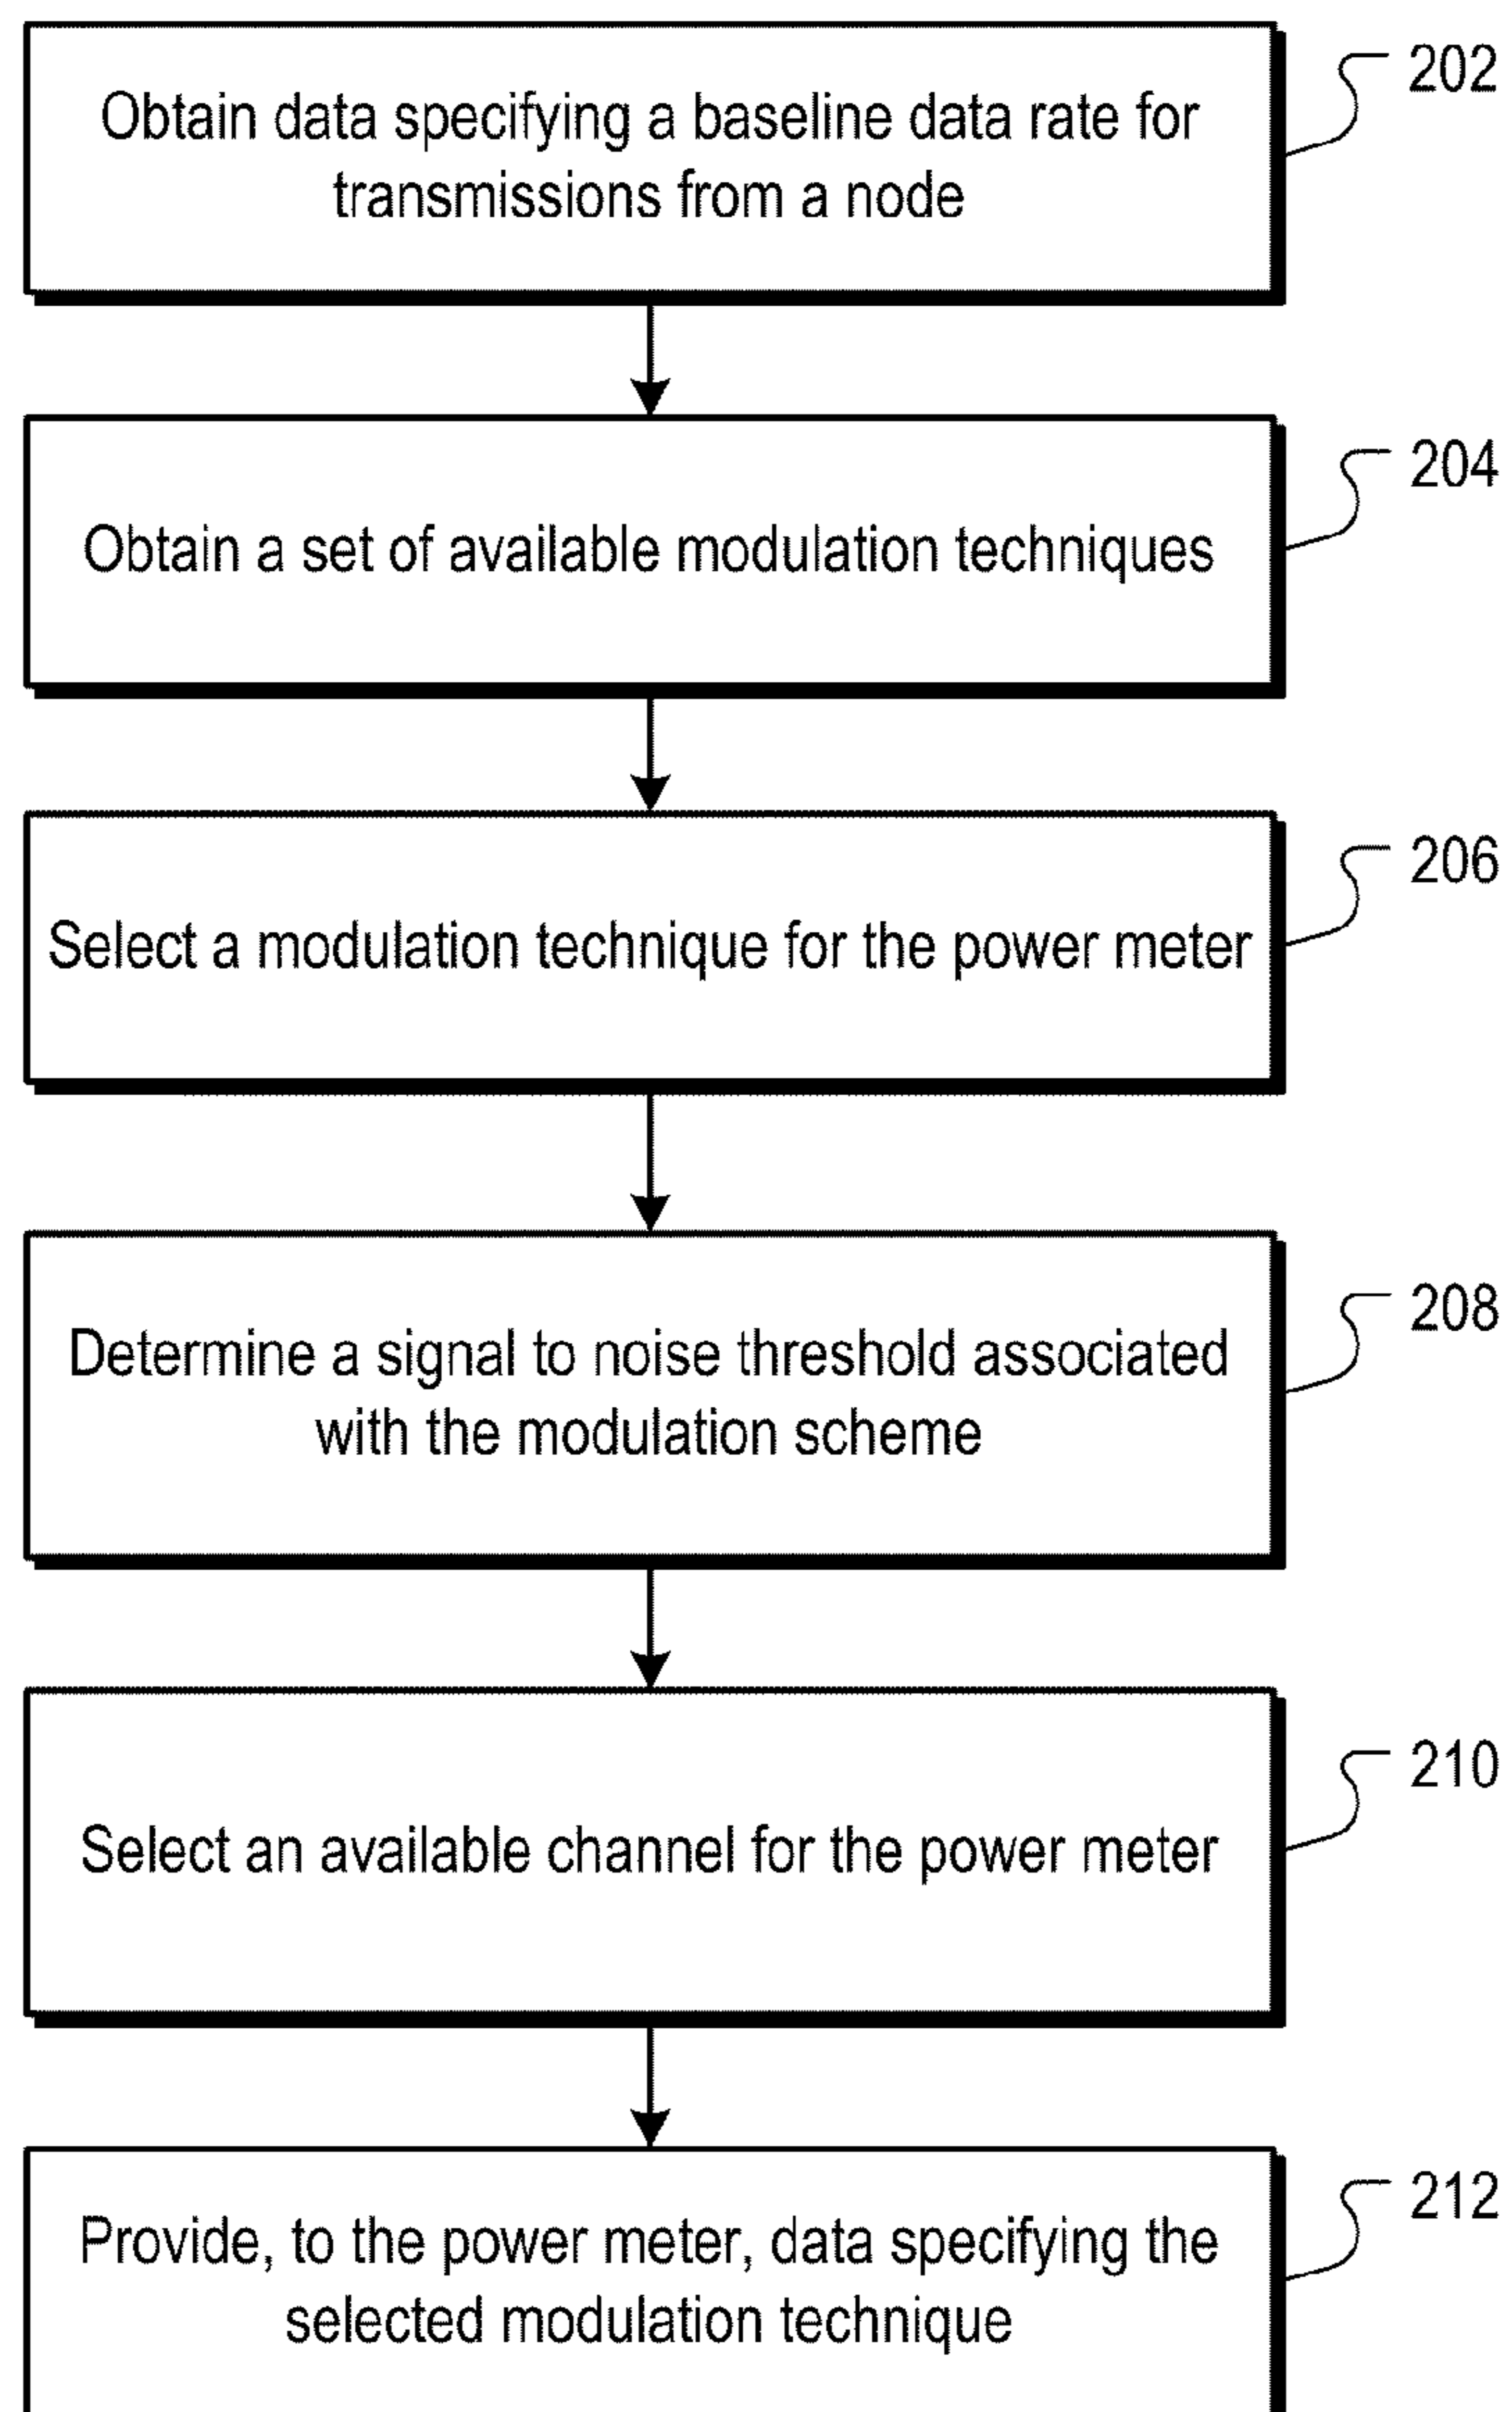 Obtain data specifying a baseline data rate for
transmissions from a node
202
Obtain a set of available modulation techniques
204
Select a modulation technique for the power meter
206
Determine a signal to noise threshold associated
with the modulation scheme
208
Select an available channel for the power meter
210
Provide, to the power meter, data specifying the
selected modulation technique
212